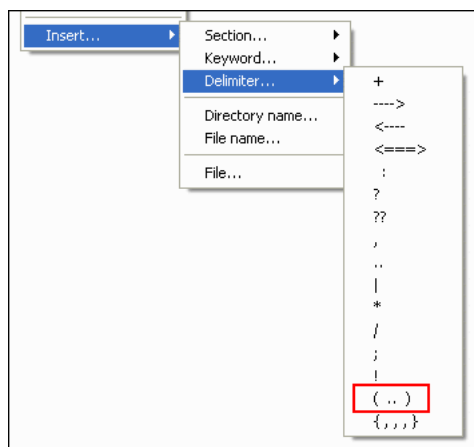 Insert...
Section...
Keyword...
Delimiter...
Directory name...
File name...
File...
+
---->
<----
<===>
:
?
??
,
..
|
*
/
;
!
( .. )
{,,,}